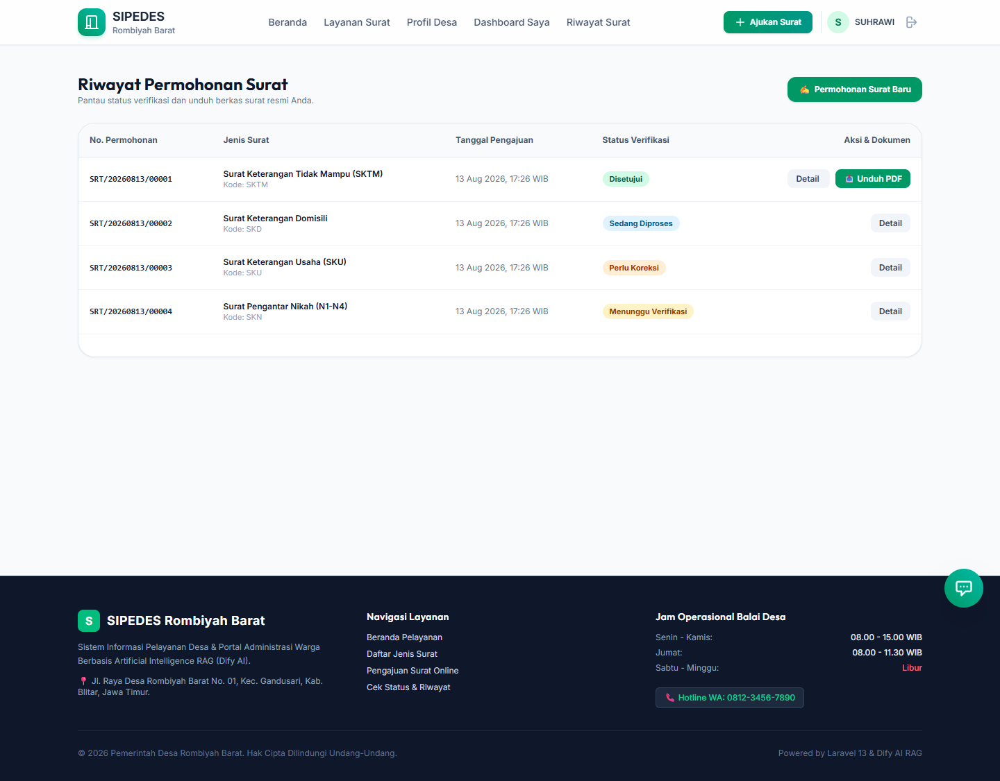 SIPEDES
Rombiyah Barat
Beranda
Layanan Surat
Profil Desa
Dashboard Saya
Riwayat Surat
Ajukan Surat
S
SUHRAWI
Riwayat Permohonan Surat
Pantau status verifikasi dan unduh berkas surat resmi Anda.
Permohonan Surat Baru
No. Permohonan
Jenis Surat
Tanggal Pengajuan
Status Verifikasi
Aksi & Dokumen
SRT/20260813/00001
Surat Keterangan Tidak Mampu (SKTM)
Kode: SKTM
13 Aug 2026, 17:26 WIB
Disetujui
Detail
Unduh PDF
SRT/20260813/00002
Surat Keterangan Domisili
Kode: SKD
13 Aug 2026, 17:26 WIB
Sedang Diproses
Detail
SRT/20260813/00003
Surat Keterangan Usaha (SKU)
Kode: SKU
13 Aug 2026, 17:26 WIB
Perlu Koreksi
Detail
SRT/20260813/00004
Surat Pengantar Nikah (N1-N4)
Kode: SKN
13 Aug 2026, 17:26 WIB
Menunggu Verifikasi
Detail
S
SIPEDES Rombiyah Barat
Sistem Informasi Pelayanan Desa & Portal Administrasi Warga
Berbasis Artificial Intelligence RAG (Dify AI).
Jl. Raya Desa Rombiyah Barat No. 01, Kec. Gandusari, Kab.
Blitar, Jawa Timur.
Navigasi Layanan
Beranda Pelayanan
Daftar Jenis Surat
Pengajuan Surat Online
Cek Status & Riwayat
Jam Operasional Balai Desa
Senin - Kamis:
08.00 - 15.00 WIB
Jumat:
08.00 - 11.30 WIB
Sabtu - Minggu:
Libur
Hotline WA: 0812-3456-7890
© 2026 Pemerintah Desa Rombiyah Barat. Hak Cipta Dilindungi Undang-Undang.
Powered by Laravel 13 & Dify AI RAG